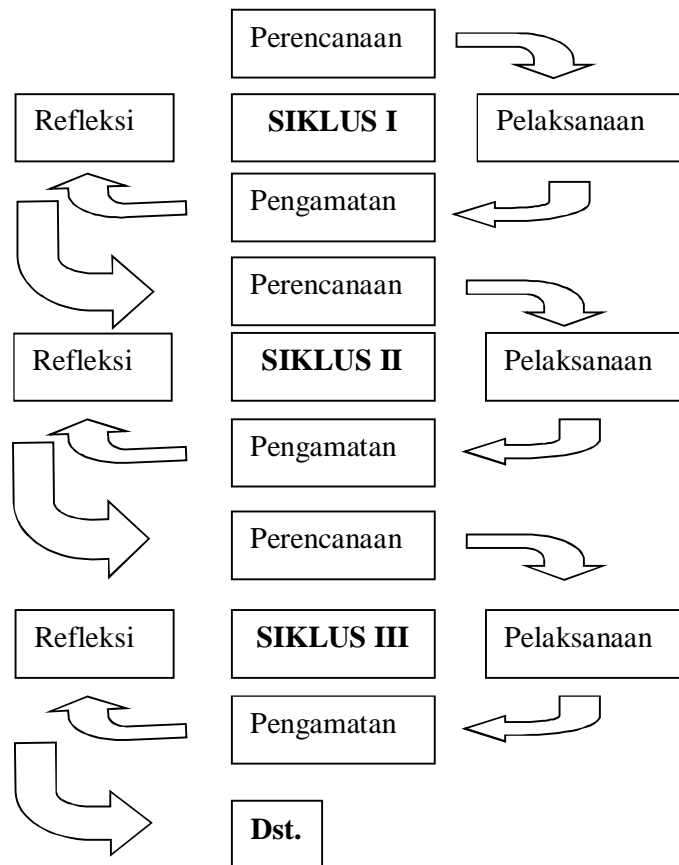 Perencanaan
Refleksi
SIKLUS I
Pelaksanaan
Pengamatan
Perencanaan
Refleksi
SIKLUS II
Pelaksanaan
Pengamatan
Perencanaan
Refleksi
SIKLUS III
Pelaksanaan
Pengamatan
Dst.